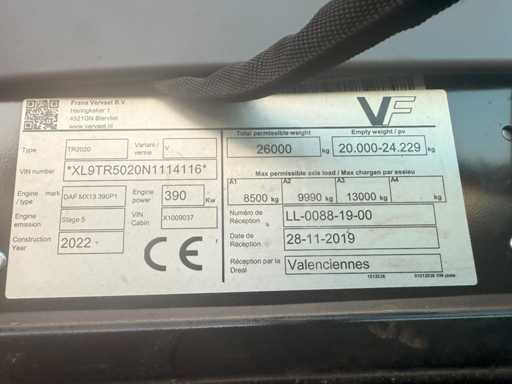 Frans Vervaet B.V.
Heringkeker 1
4521GN Biervliet
www.vervaet.nl
VF
Type TR2020 Variant / versie V
VIN number *XL9TR5020N1114116*
Engine mark / type DAF MX13 390P1 Engine power 390 Kw
Engine emission Stage 5 VIN Cabin X1009037
Construction Year 2022
CE
Total permissible weight Empty weight / pv
26000 kg 20.000-24.229 kg
Max permissible axle load / Max chargen par assieu
A1 A2 A3 A4
8500 kg 9990 kg 13000 kg kg
Numéro de Réception LL-0088-19-00
Date de Réception 28-11-2019
Réception par la Dreal Valenciennes